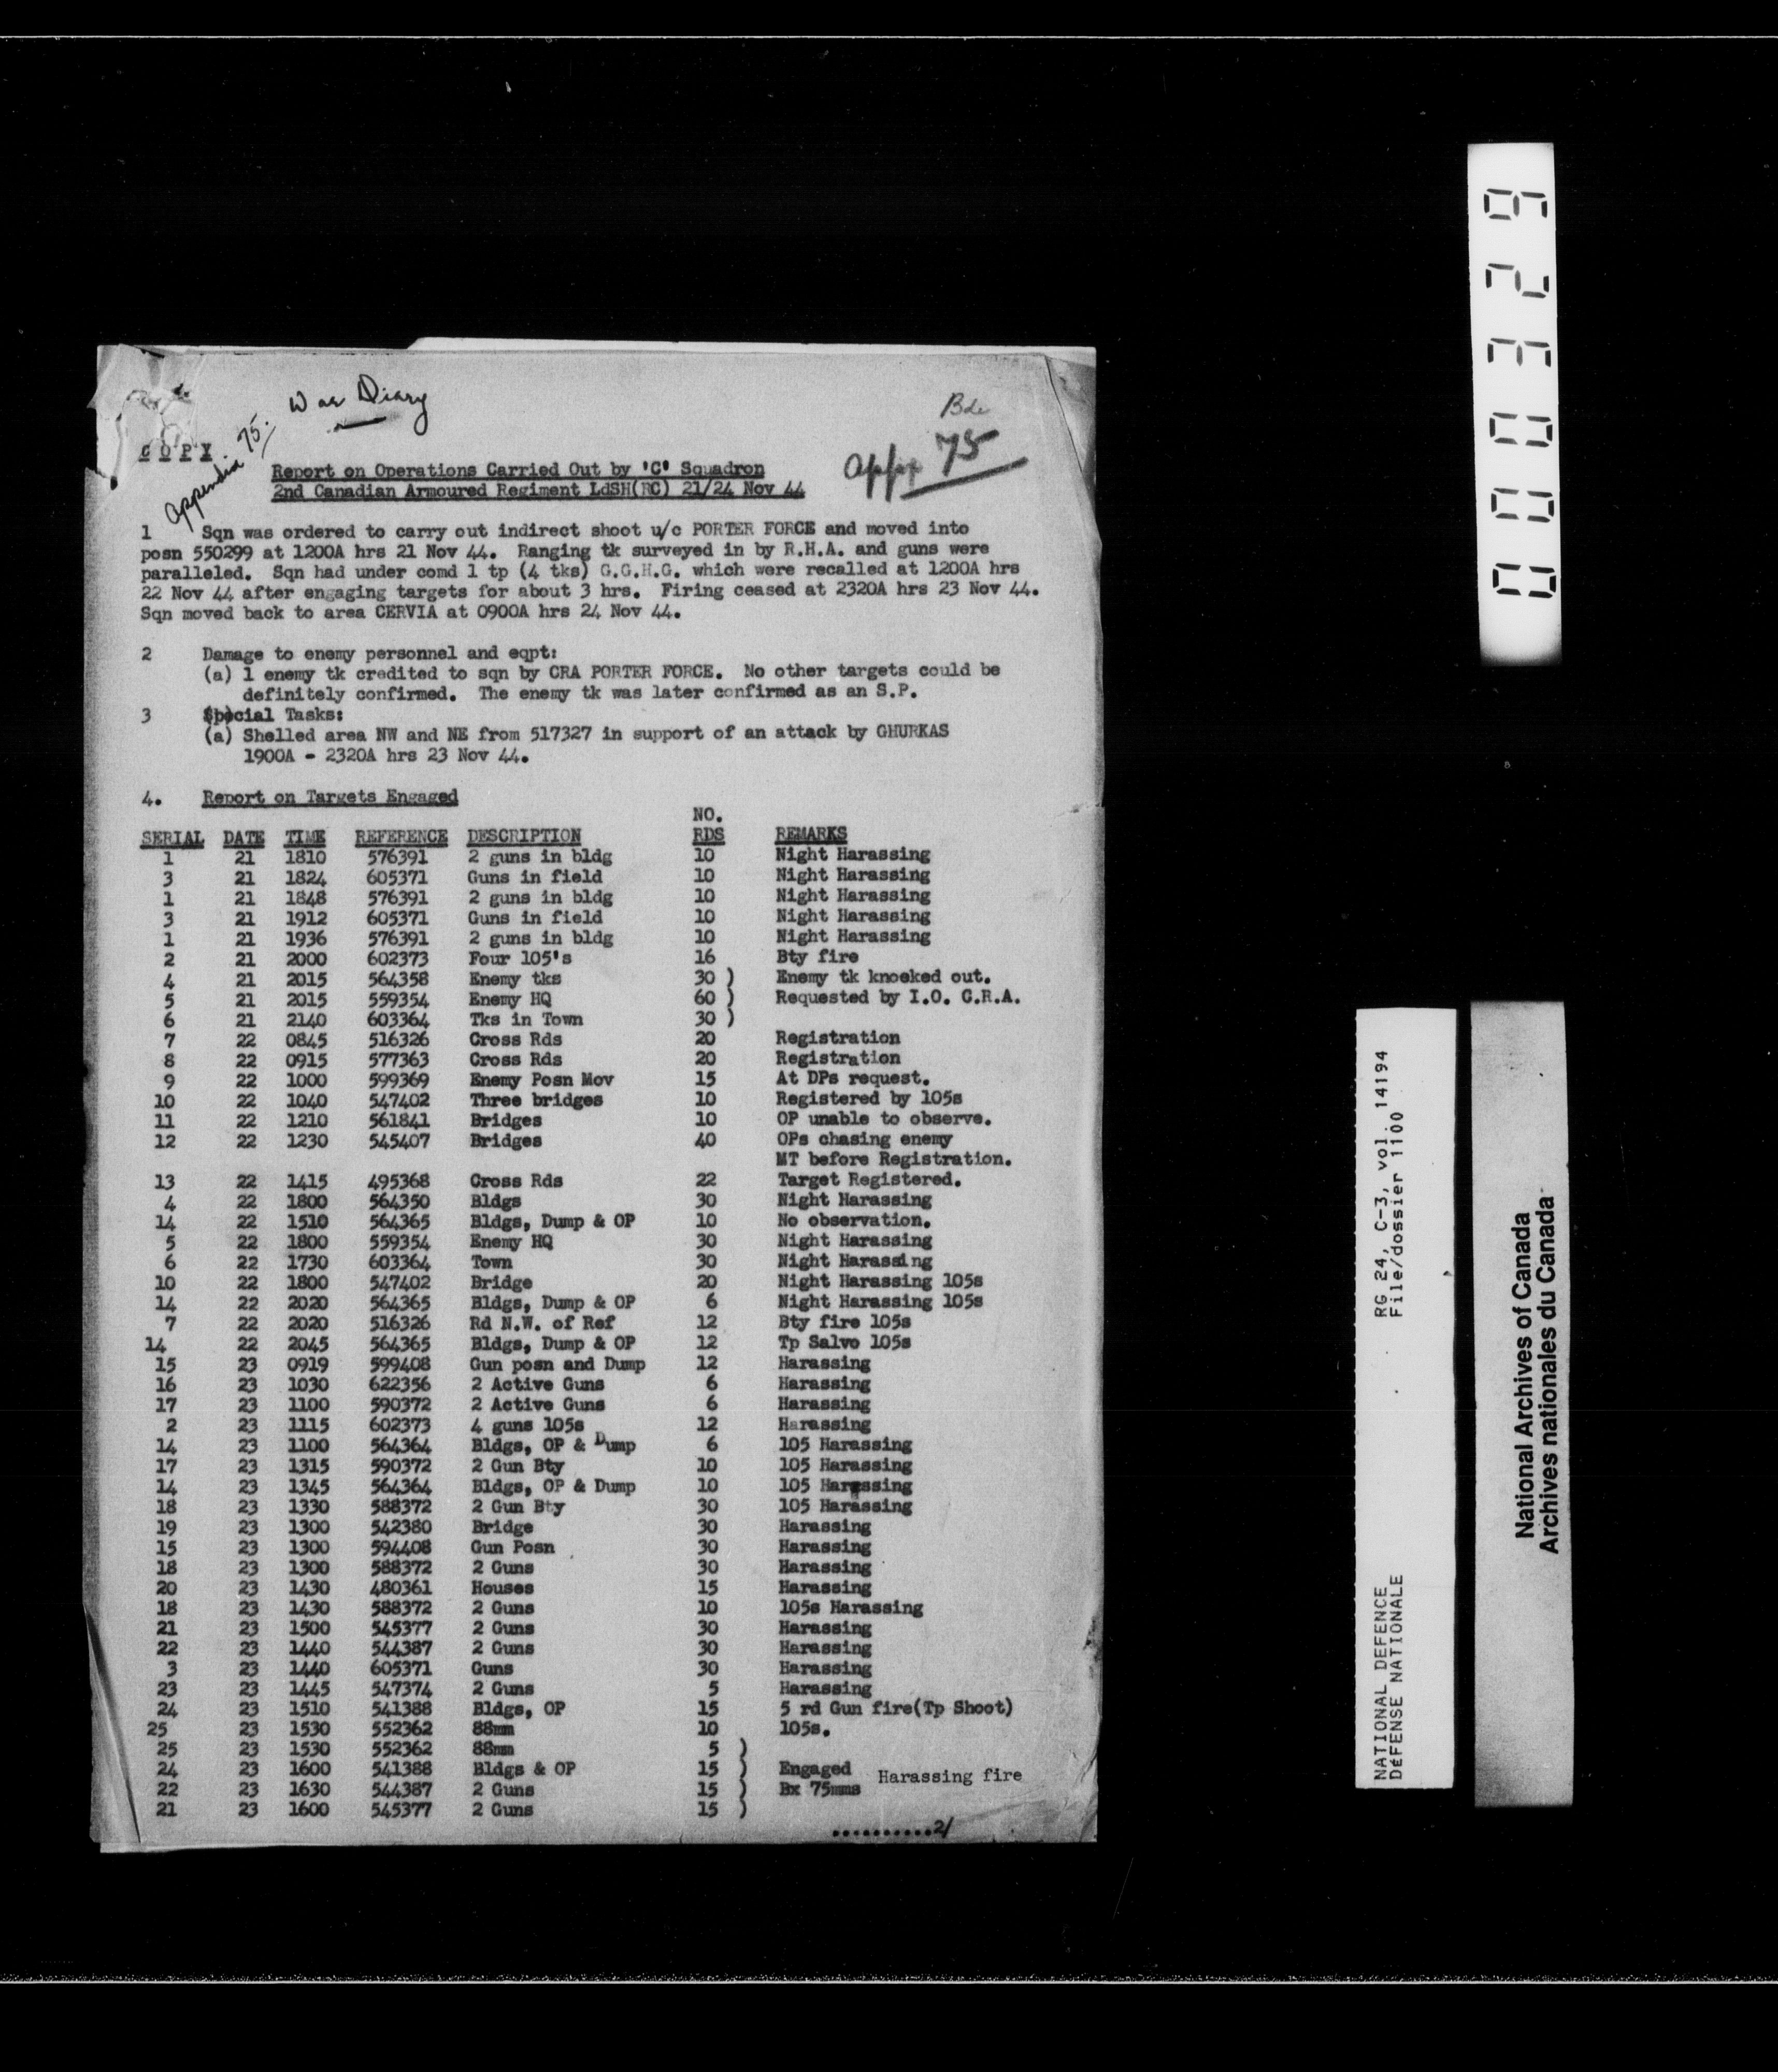 War Diary
Appendix 75.
Bde
appx 75
COPY
Report on Operations Carried Out by 'C' Squadron
2nd Canadian Armoured Regiment LdSH(RC) 21/24 Nov 44
1 Sqn was ordered to carry out indirect shoot u/c PORTER FORCE and moved into
posn 550299 at 1200A hrs 21 Nov 44. Ranging tk surveyed in by R.H.A. and guns were
paralleled. Sqn had under comd 1 tp (4 tks) G.G.H.G. which were recalled at 1200A hrs
22 Nov 44 after engaging targets for about 3 hrs. Firing ceased at 2320A hrs 23 Nov 44.
Sqn moved back to area CERVIA at 0900A hrs 24 Nov 44.
2 Damage to enemy personnel and eqpt:
(a) 1 enemy tk credited to sqn by CRA PORTER FORCE. No other targets could be
definitely confirmed. The enemy tk was later confirmed as an S.P.
3 Special Tasks:
(a) Shelled area NW and NE from 517327 in support of an attack by GHURKAS
1900A - 2320A hrs 23 Nov 44.
4. Report on Targets Engaged
NO.
SERIAL DATE TIME REFERENCE DESCRIPTION RDS REMARKS
1 21 1810 576391 2 guns in bldg 10 Night Harassing
3 21 1824 605371 Guns in field 10 Night Harassing
1 21 1848 576391 2 guns in bldg 10 Night Harassing
3 21 1912 605371 Guns in field 10 Night Harassing
1 21 1936 576391 2 guns in bldg 10 Night Harassing
2 21 2000 602373 Four 105's 16 Bty fire
4 21 2015 564358 Enemy tks 30 ) Enemy tk knocked out.
5 21 2015 559354 Enemy HQ 60 ) Requested by I.O. C.R.A.
6 21 2140 603364 Tks in Town 30 )
7 22 0845 516326 Cross Rds 20 Registration
8 22 0915 577363 Cross Rds 20 Registration
9 22 1000 599369 Enemy Posn Mov 15 At DPs request.
10 22 1040 547402 Three bridges 10 Registered by 105s
11 22 1210 561841 Bridges 10 OP unable to observe.
12 22 1230 545407 Bridges 40 OPs chasing enemy
MT before Registration.
13 22 1415 495368 Cross Rds 22 Target Registered.
4 22 1800 564350 Bldgs 30 Night Harassing
14 22 1510 564365 Bldgs, Dump & OP 10 No observation.
5 22 1800 559354 Enemy HQ 30 Night Harassing
6 22 1730 603364 Town 30 Night Harassing
10 22 1800 547402 Bridge 20 Night Harassing 105s
14 22 2020 564365 Bldgs, Dump & OP 6 Night Harassing 105s
7 22 2020 516326 Rd N.W. of Ref 12 Bty fire 105s
14 22 2045 564365 Bldgs, Dump & OP 12 Tp Salvo 105s
15 23 0919 599408 Gun posn and Dump 12 Harassing
16 23 1030 622356 2 Active Guns 6 Harassing
17 23 1100 590372 2 Active Guns 6 Harassing
2 23 1115 602373 4 guns 105s 12 Harassing
14 23 1100 564364 Bldgs, OP & Dump 6 105 Harassing
17 23 1315 590372 2 Gun Bty 10 105 Harassing
14 23 1345 564364 Bldgs, OP & Dump 10 105 Harassing
18 23 1330 588372 2 Gun Bty 30 105 Harassing
19 23 1300 542380 Bridge 30 Harassing
15 23 1300 594408 Gun Posn 30 Harassing
18 23 1300 588372 2 Guns 30 Harassing
20 23 1430 480361 Houses 15 Harassing
18 23 1430 588372 2 Guns 10 105s Harassing
21 23 1500 545377 2 Guns 30 Harassing
22 23 1440 544387 2 Guns 30 Harassing
3 23 1440 605371 Guns 30 Harassing
23 23 1445 547374 2 Guns 5 Harassing
24 23 1510 541388 Bldgs, OP 15 5 rd Gun fire(Tp Shoot)
25 23 1530 552362 88mm 10 105s.
25 23 1530 552362 88mm 5 )
24 23 1600 541388 Bldgs & OP 15 ) Engaged Harassing fire
22 23 1630 544387 2 Guns 15 ) Bx 75mms
21 23 1600 545377 2 Guns 15 )
..........2/
000329
NATIONAL DEFENCE RG 24, C-3, vol. 14194
DéFENSE NATIONALE File/dossier 1100
National Archives of Canada
Archives nationales du Canada